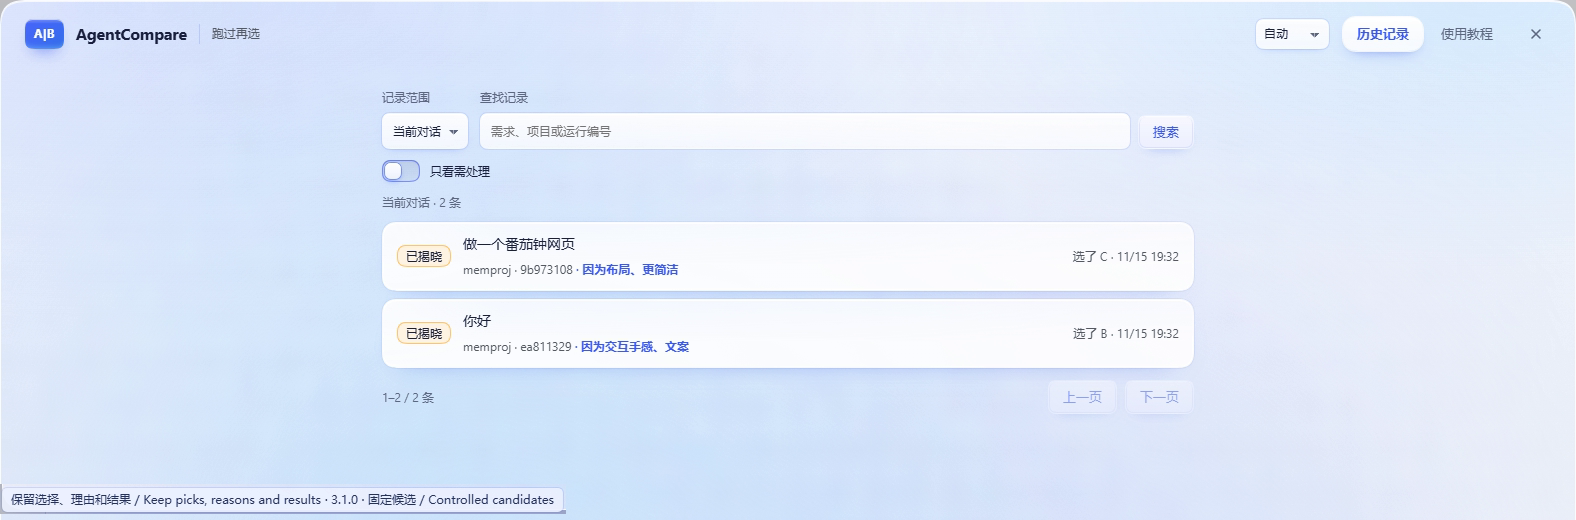 A|B AgentCompare 跑过再选 自动 历史记录 使用教程 ×
记录范围 查找记录
当前对话 需求、项目或运行编号 搜索
只看需处理
当前对话 · 2 条
已揭晓
做一个番茄钟网页
memproj · 9b973108 · 因为布局、更简洁
选了 C · 11/15 19:32
已揭晓
你好
memproj · ea811329 · 因为交互手感、文案
选了 B · 11/15 19:32
1–2 / 2 条 上一页 下一页
保留选择、理由和结果 / Keep picks, reasons and results · 3.1.0 · 固定候选 / Controlled candidates